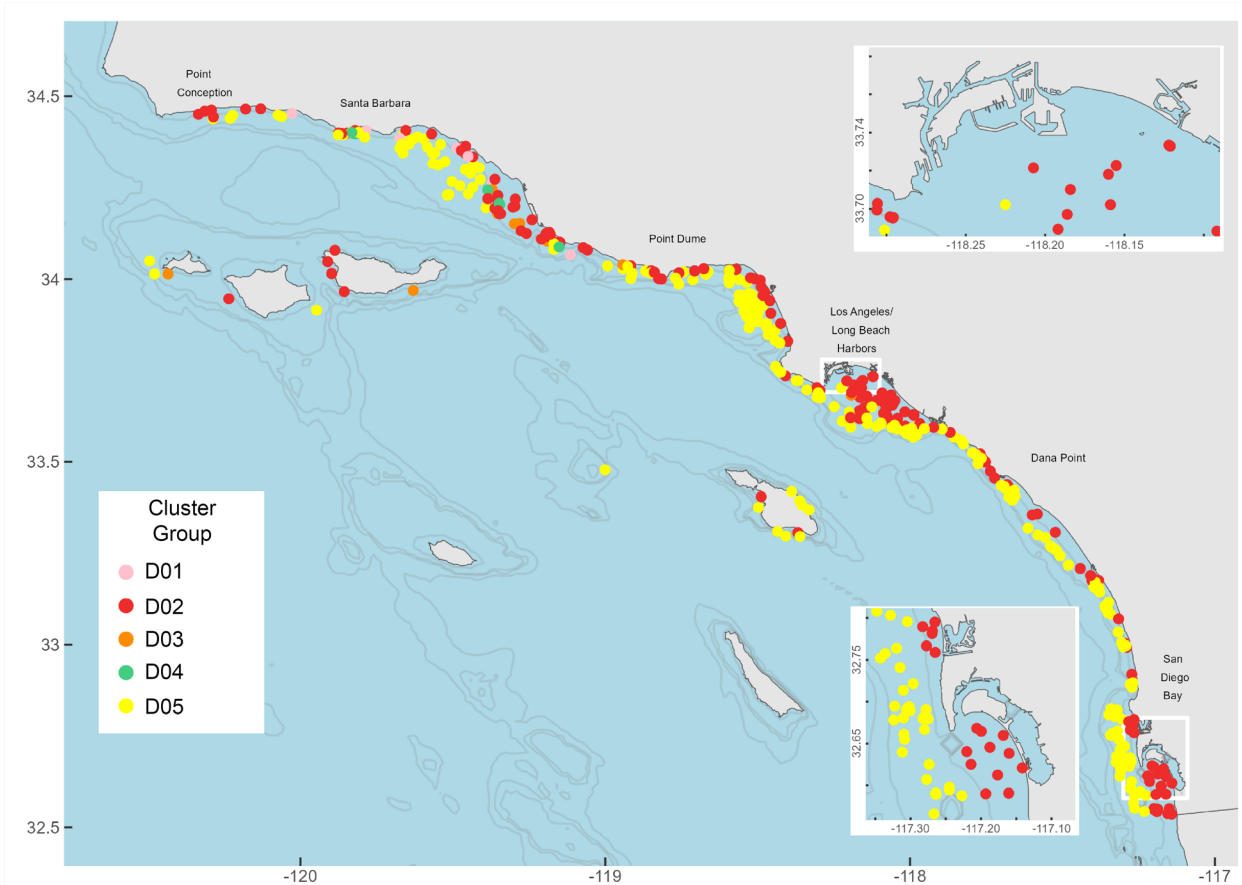 Point
Conception
Santa Barbara
Point Dume
Los Angeles/
Long Beach
Harbors
Dana Point
San
Diego
Bay
34.5
34
33.5
33
32.5
-120
-119
-118
-117
33.74
33.70
-118.25
-118.20
-118.15
32.75
32.65
-117.30
-117.20
-117.10
Cluster
Group
D01
D02
D03
D04
D05